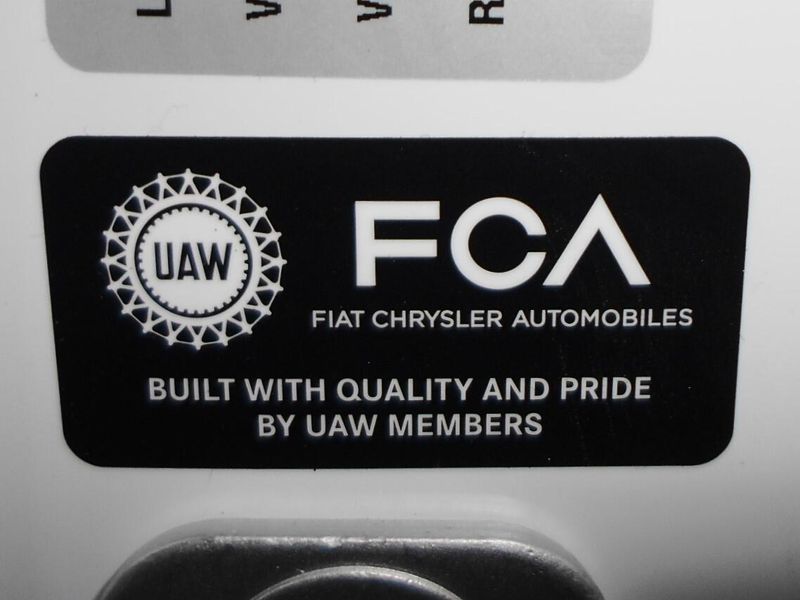 L
V
V
R
UAW
FCA
FIAT CHRYSLER AUTOMOBILES
BUILT WITH QUALITY AND PRIDE
BY UAW MEMBERS